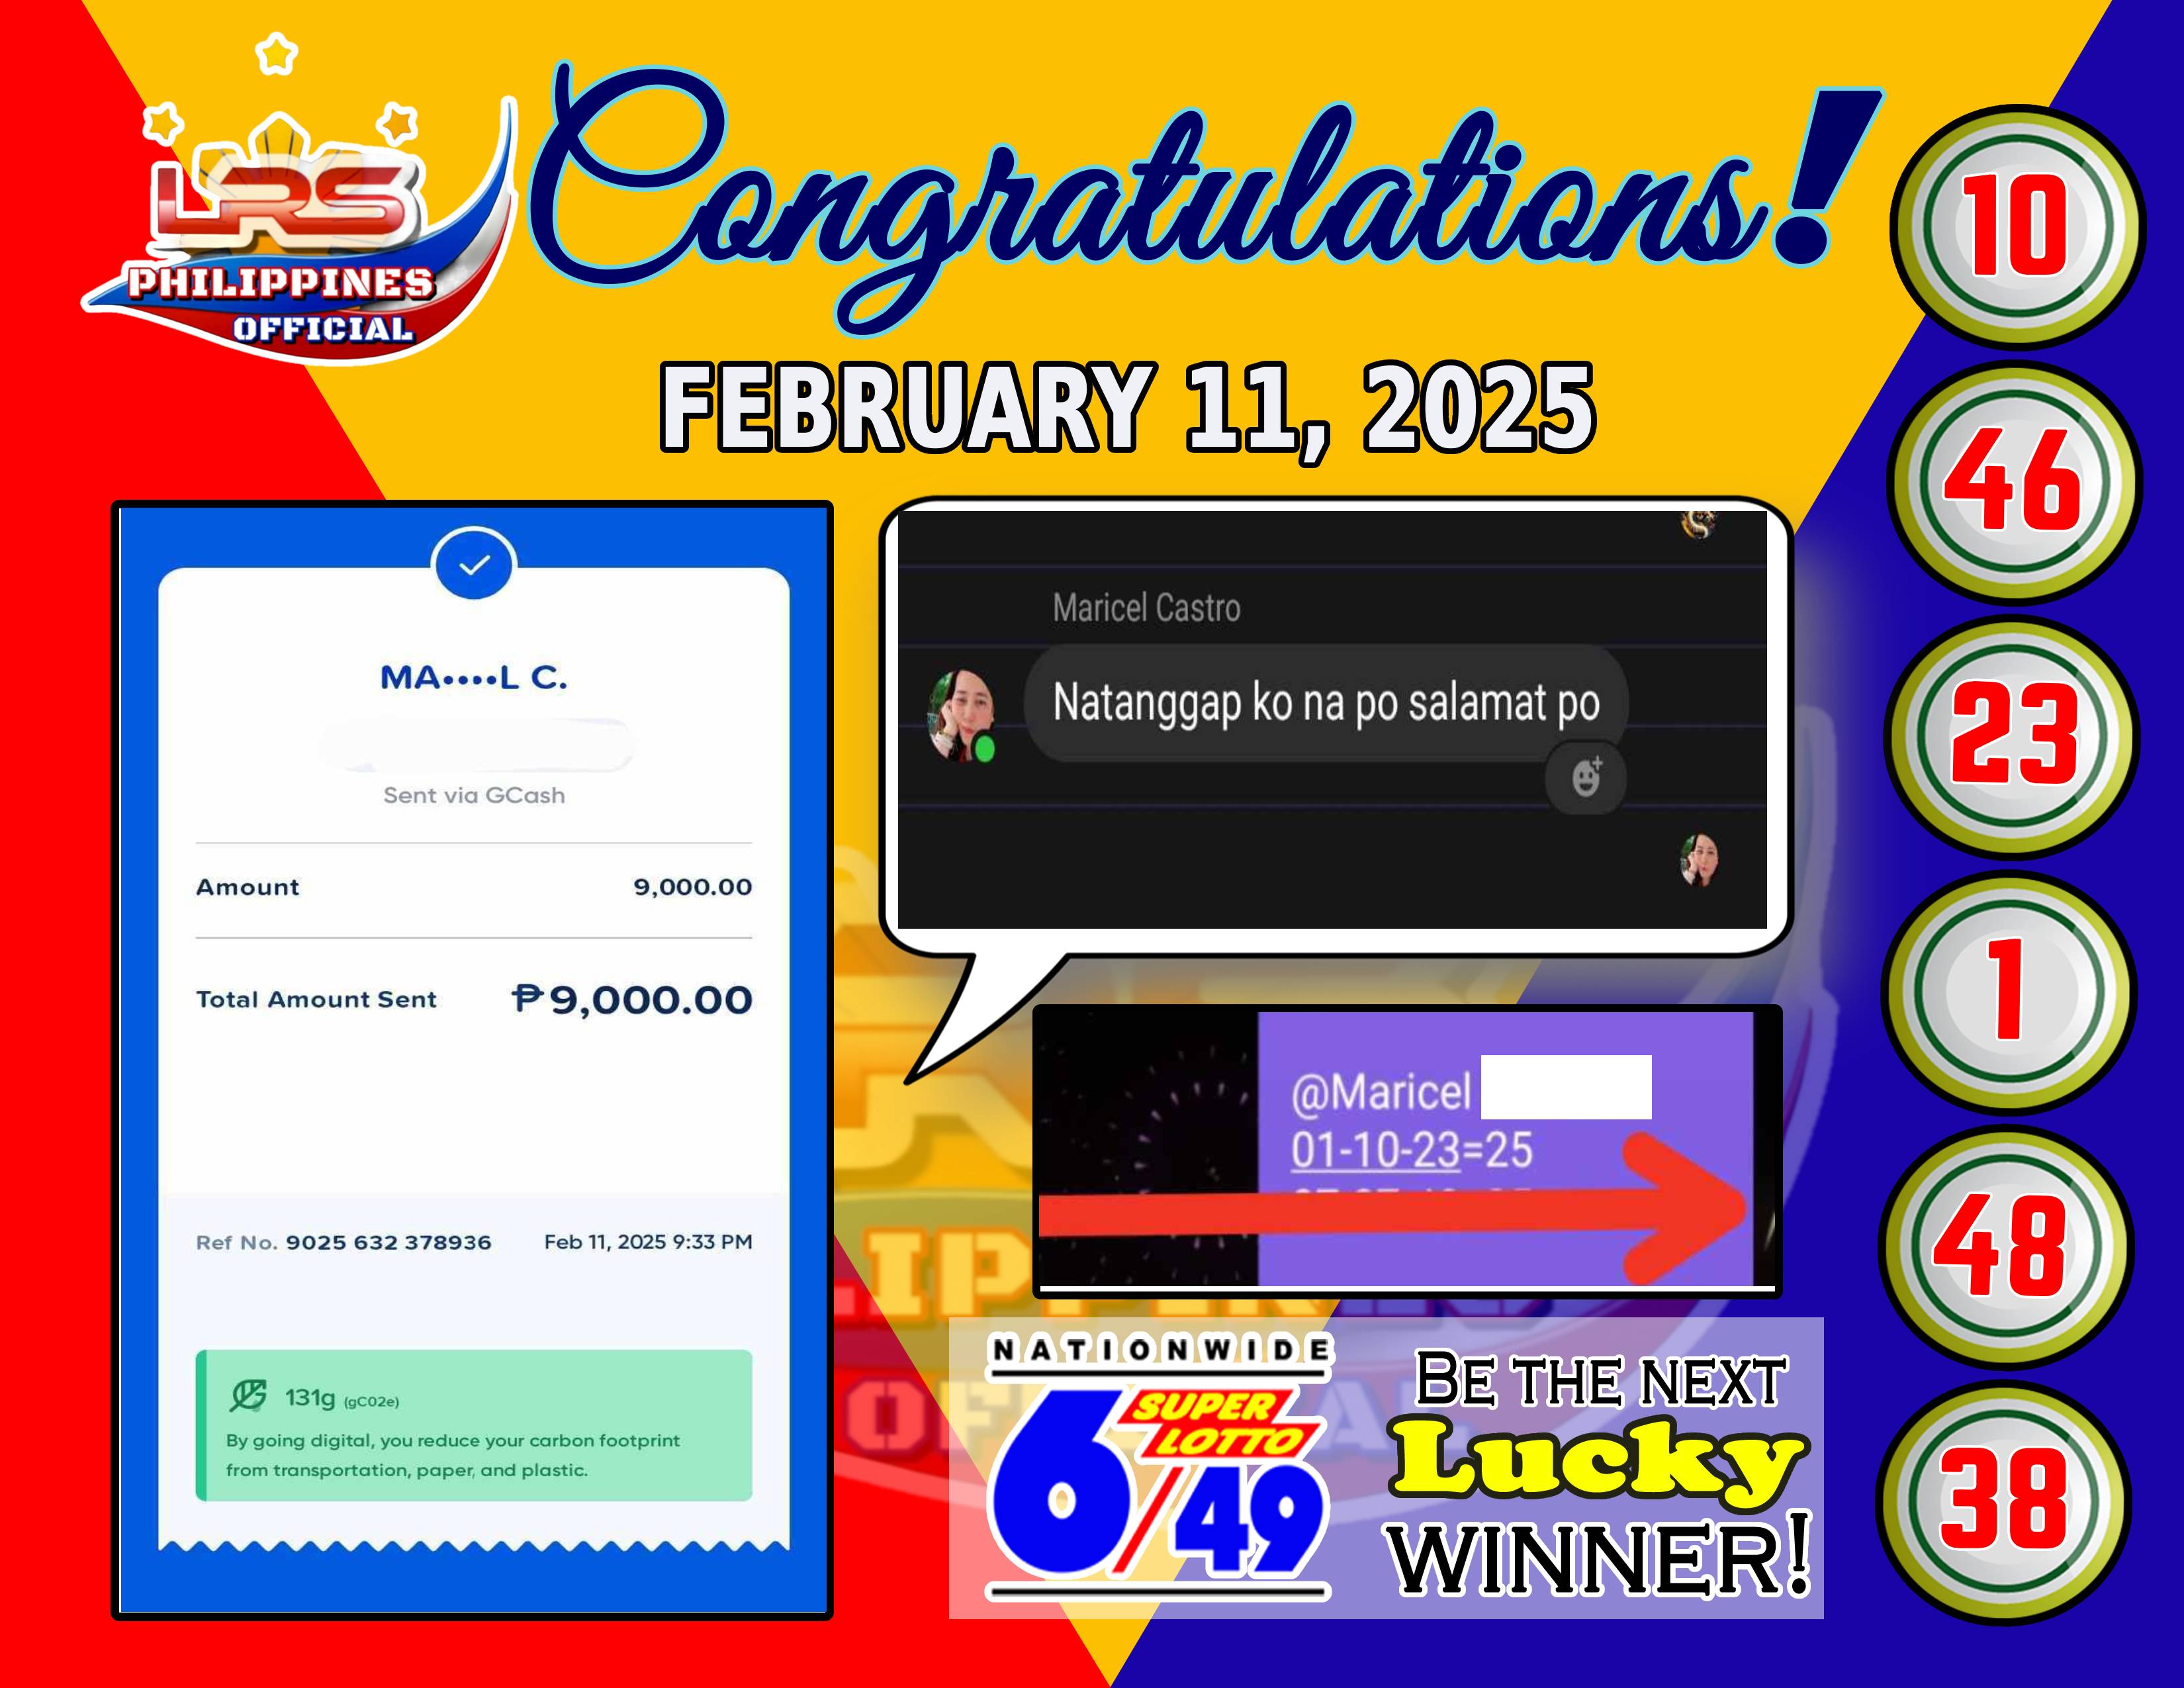 LRS
PHILIPPINES
OFFICIAL
Congratulations!
FEBRUARY 11, 2025
MA••••L C.
Sent via GCash
Amount 9,000.00
Total Amount Sent ₱9,000.00
Ref No. 9025 632 378936 Feb 11, 2025 9:33 PM
131g (gCO2e)
By going digital, you reduce your carbon footprint
from transportation, paper, and plastic.
Maricel Castro
Natanggap ko na po salamat po
@Maricel
01-10-23=25
NATIONWIDE
SUPER
LOTTO
6/49
BE THE NEXT
Lucky
WINNER!
10
46
23
1
48
38